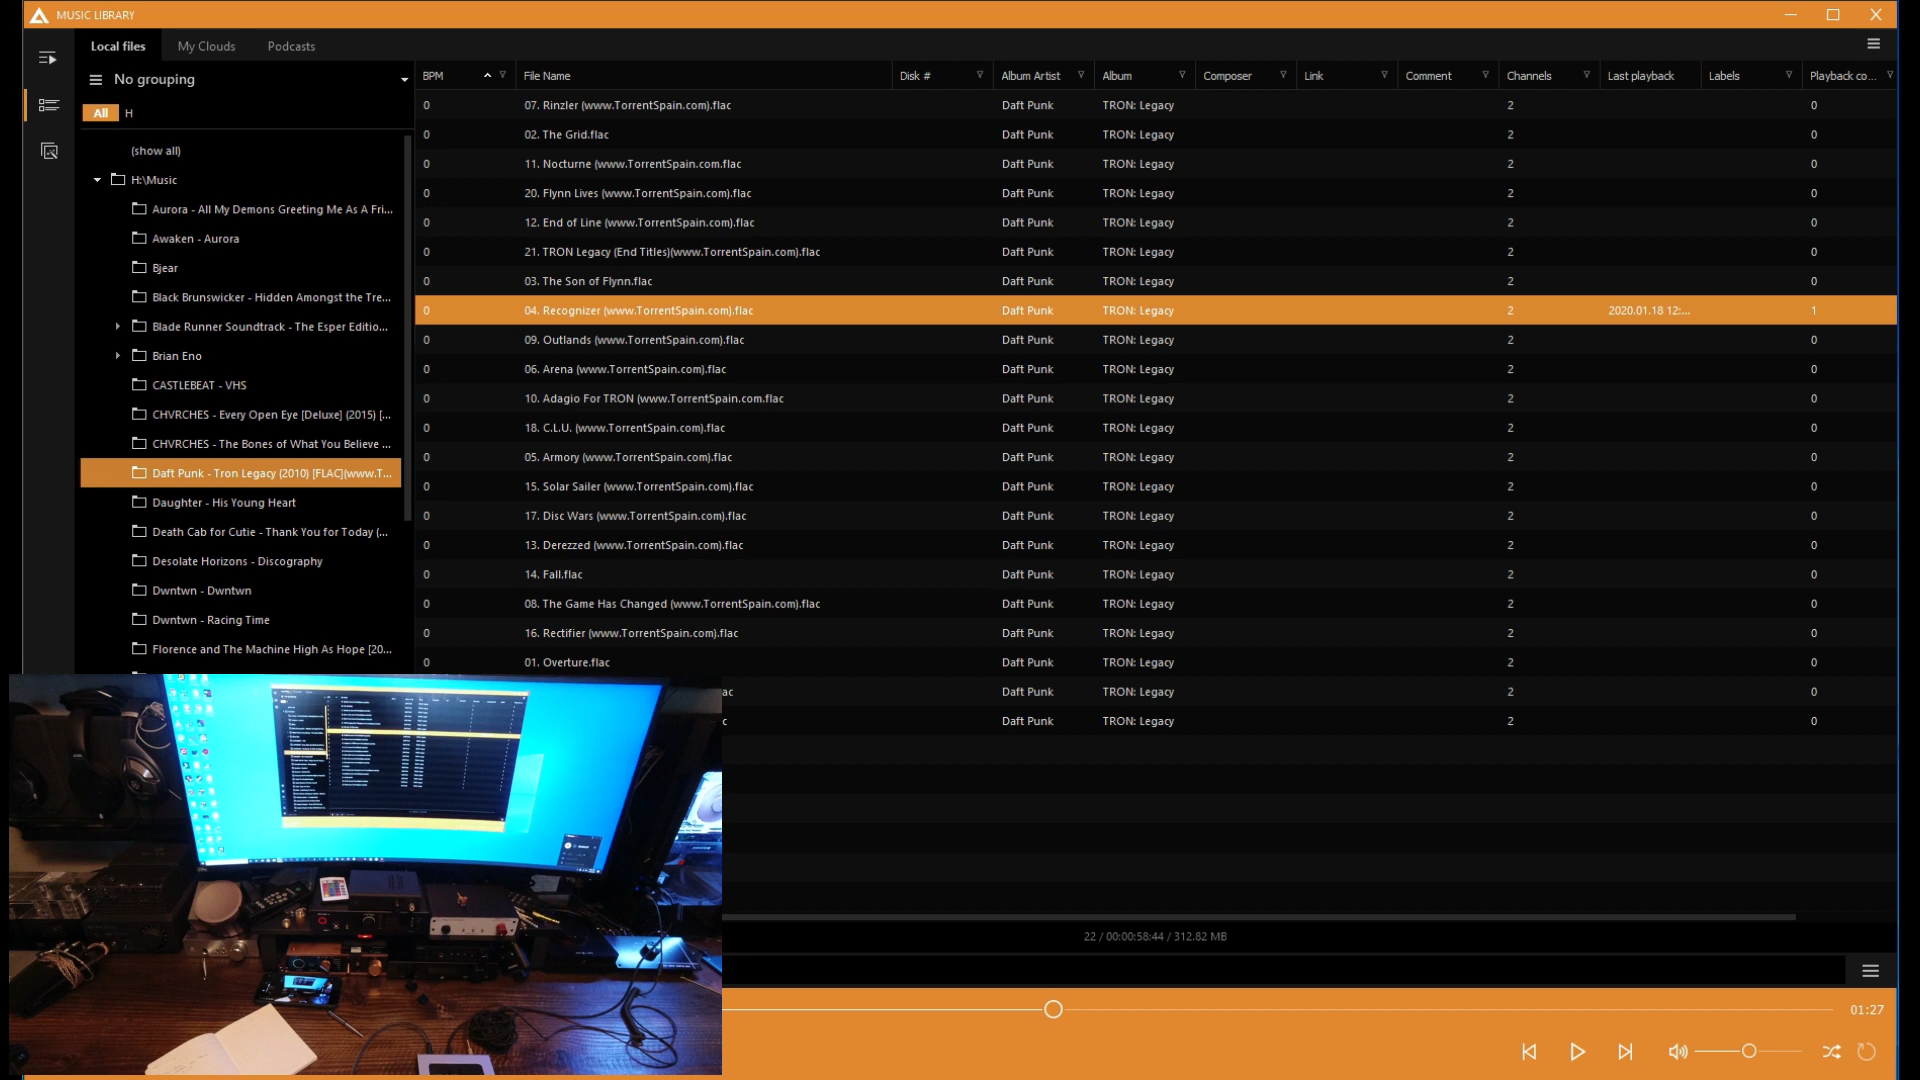 MUSIC LIBRARY
Local files My Clouds Podcasts
No grouping
All H
(show all)
H:\Music
Aurora - All My Demons Greeting Me As A Fri...
Awaken - Aurora
Bjear
Black Brunswicker - Hidden Amongst the Tre...
Blade Runner Soundtrack - The Esper Editio...
Brian Eno
CASTLEBEAT - VHS
CHVRCHES - Every Open Eye [Deluxe] (2015) [...
CHVRCHES - The Bones of What You Believe ...
Daft Punk - Tron Legacy (2010) [FLAC](www.T...
Daughter - His Young Heart
Death Cab for Cutie - Thank You for Today (...
Desolate Horizons - Discography
Dwntwn - Dwntwn
Dwntwn - Racing Time
Florence and The Machine High As Hope [20...
BPM File Name Disk # Album Artist Album Composer Link Comment Channels Last playback Labels Playback co...
0 07. Rinzler (www.TorrentSpain.com).flac Daft Punk TRON: Legacy 2 0
0 02. The Grid.flac Daft Punk TRON: Legacy 2 0
0 11. Nocturne (www.TorrentSpain.com.flac Daft Punk TRON: Legacy 2 0
0 20. Flynn Lives (www.TorrentSpain.com).flac Daft Punk TRON: Legacy 2 0
0 12. End of Line (www.TorrentSpain.com).flac Daft Punk TRON: Legacy 2 0
0 21. TRON Legacy (End Titles)(www.TorrentSpain.com).flac Daft Punk TRON: Legacy 2 0
0 03. The Son of Flynn.flac Daft Punk TRON: Legacy 2 0
0 04. Recognizer (www.TorrentSpain.com).flac Daft Punk TRON: Legacy 2 2020.01.18 12:... 1
0 09. Outlands (www.TorrentSpain.com).flac Daft Punk TRON: Legacy 2 0
0 06. Arena (www.TorrentSpain.com).flac Daft Punk TRON: Legacy 2 0
0 10. Adagio For TRON (www.TorrentSpain.com.flac Daft Punk TRON: Legacy 2 0
0 18. C.L.U. (www.TorrentSpain.com).flac Daft Punk TRON: Legacy 2 0
0 05. Armory (www.TorrentSpain.com).flac Daft Punk TRON: Legacy 2 0
0 15. Solar Sailer (www.TorrentSpain.com).flac Daft Punk TRON: Legacy 2 0
0 17. Disc Wars (www.TorrentSpain.com).flac Daft Punk TRON: Legacy 2 0
0 13. Derezzed (www.TorrentSpain.com).flac Daft Punk TRON: Legacy 2 0
0 14. Fall.flac Daft Punk TRON: Legacy 2 0
0 08. The Game Has Changed (www.TorrentSpain.com).flac Daft Punk TRON: Legacy 2 0
0 16. Rectifier (www.TorrentSpain.com).flac Daft Punk TRON: Legacy 2 0
0 01. Overture.flac Daft Punk TRON: Legacy 2 0
ac Daft Punk TRON: Legacy 2 0
c Daft Punk TRON: Legacy 2 0
22 / 00:00:58:44 / 312.82 MB
01:27